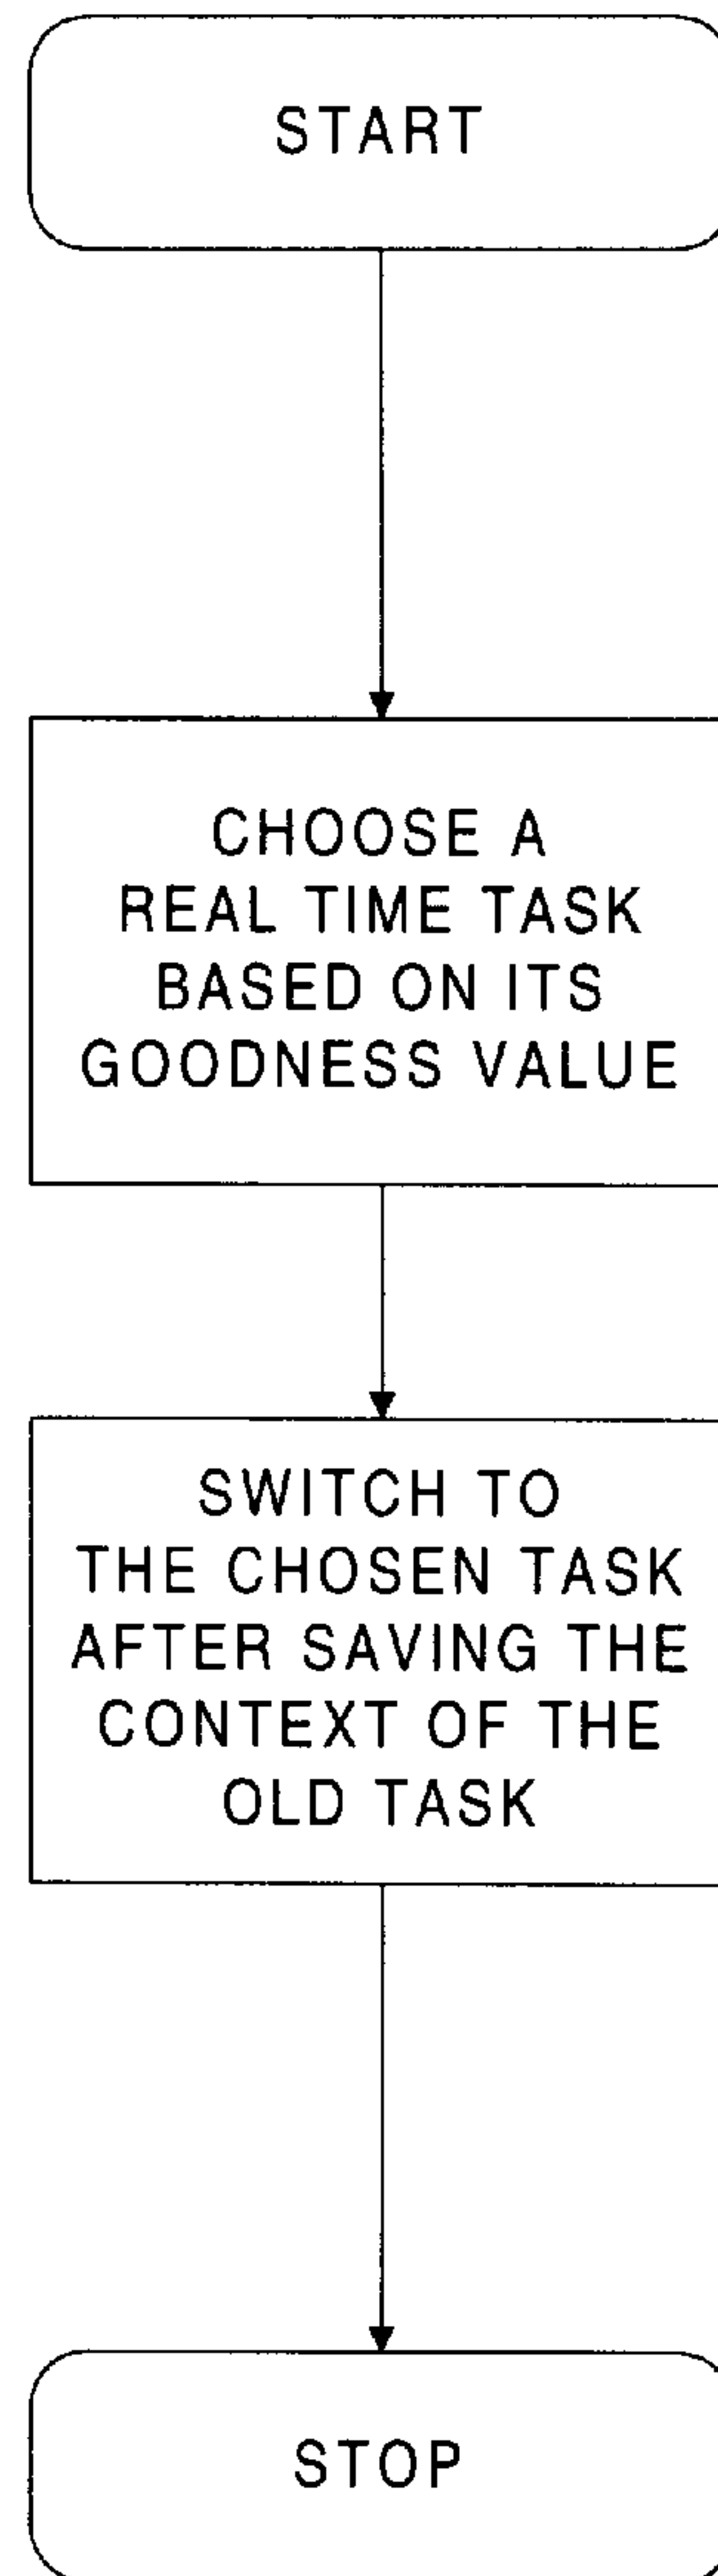 START
CHOOSE A
REAL TIME TASK
BASED ON ITS
GOODNESS VALUE
SWITCH TO
THE CHOSEN TASK
AFTER SAVING THE
CONTEXT OF THE
OLD TASK
STOP